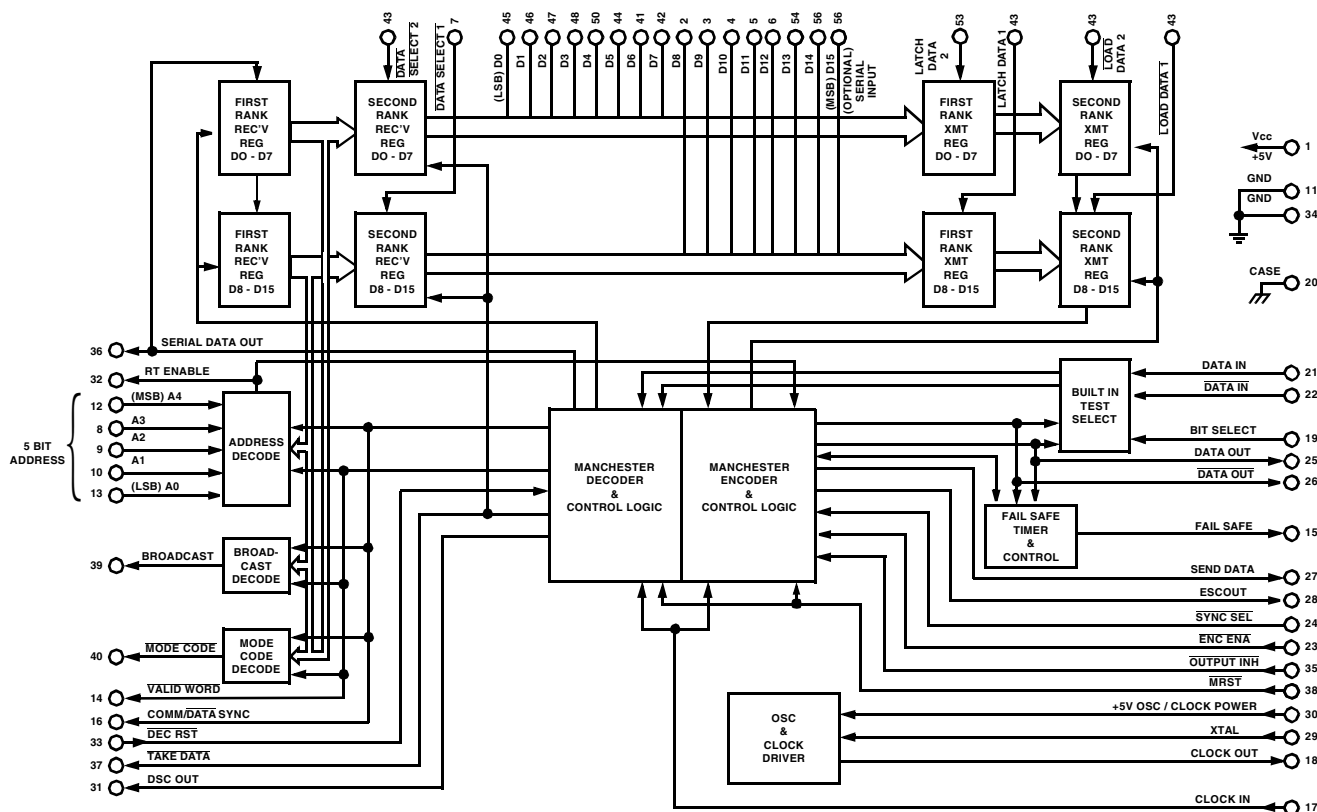 43
DATA
SELECT 2
7
DATA SELECT 1
45
(LSB) D0
46
D1
47
D2
48
D3
50
D4
44
D5
41
D6
42
D7
2
D8
3
D9
4
D10
5
D11
6
D12
54
D13
56
D14
56
(MSB) D15
(OPTIONAL)
SERIAL
INPUT
53
LATCH
DATA
2
43
LATCH DATA 1
43
LOAD
DATA 2
43
LOAD DATA 1
FIRST
RANK
REC'V
REG
DO - D7
SECOND
RANK
REC'V
REG
DO - D7
FIRST
RANK
XMT
REG
DO - D7
SECOND
RANK
XMT
REG
DO - D7
FIRST
RANK
REC'V
REG
D8 - D15
SECOND
RANK
REC'V
REG
D8 - D15
FIRST
RANK
XMT
REG
D8 - D15
SECOND
RANK
XMT
REG
D8 - D15
Vcc
+5V
1
GND
11
GND
34
CASE
20
36
SERIAL DATA OUT
32
RT ENABLE
5 BIT
ADDRESS
12
(MSB) A4
8
A3
9
A2
10
A1
13
(LSB) A0
ADDRESS
DECODE
39
BROADCAST
BROAD-
CAST
DECODE
40
MODE CODE
MODE
CODE
DECODE
14
VALID WORD
16
COMM/DATA SYNC
33
DEC RST
37
TAKE DATA
31
DSC OUT
MANCHESTER
DECODER
&
CONTROL LOGIC
MANCHESTER
ENCODER
&
CONTROL LOGIC
BUILT IN
TEST
SELECT
FAIL SAFE
TIMER
&
CONTROL
OSC
&
CLOCK
DRIVER
DATA IN
21
DATA IN
22
BIT SELECT
19
DATA OUT
25
DATA OUT
26
FAIL SAFE
15
SEND DATA
27
ESCOUT
28
SYNC SEL
24
ENC ENA
23
OUTPUT INH
35
MRST
38
+5V OSC / CLOCK POWER
30
XTAL
29
CLOCK OUT
18
CLOCK IN
17